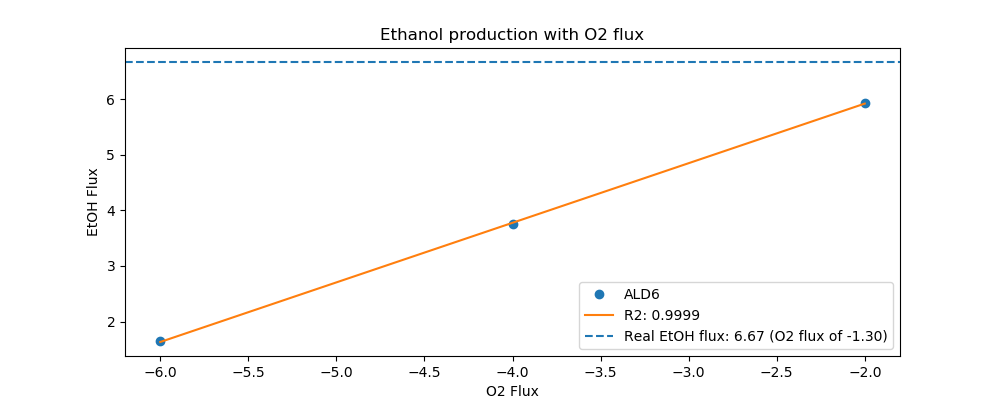 Ethanol production with O2 flux
EtOH Flux
6
5
4
3
2
ALD6
R2: 0.9999
Real EtOH flux: 6.67 (O2 flux of -1.30)
−6.0 −5.5 −5.0 −4.5 −4.0 −3.5 −3.0 −2.5 −2.0
O2 Flux